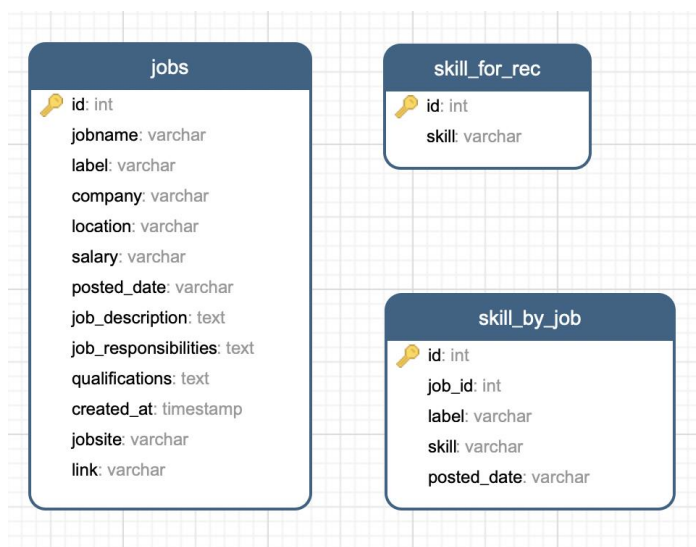 jobs
id: int
jobname: varchar
label: varchar
company: varchar
location: varchar
salary: varchar
posted_date: varchar
job_description: text
job_responsibilities: text
qualifications: text
created_at: timestamp
jobsite: varchar
link: varchar
skill_for_rec
id: int
skill: varchar
skill_by_job
id: int
job_id: int
label: varchar
skill: varchar
posted_date: varchar